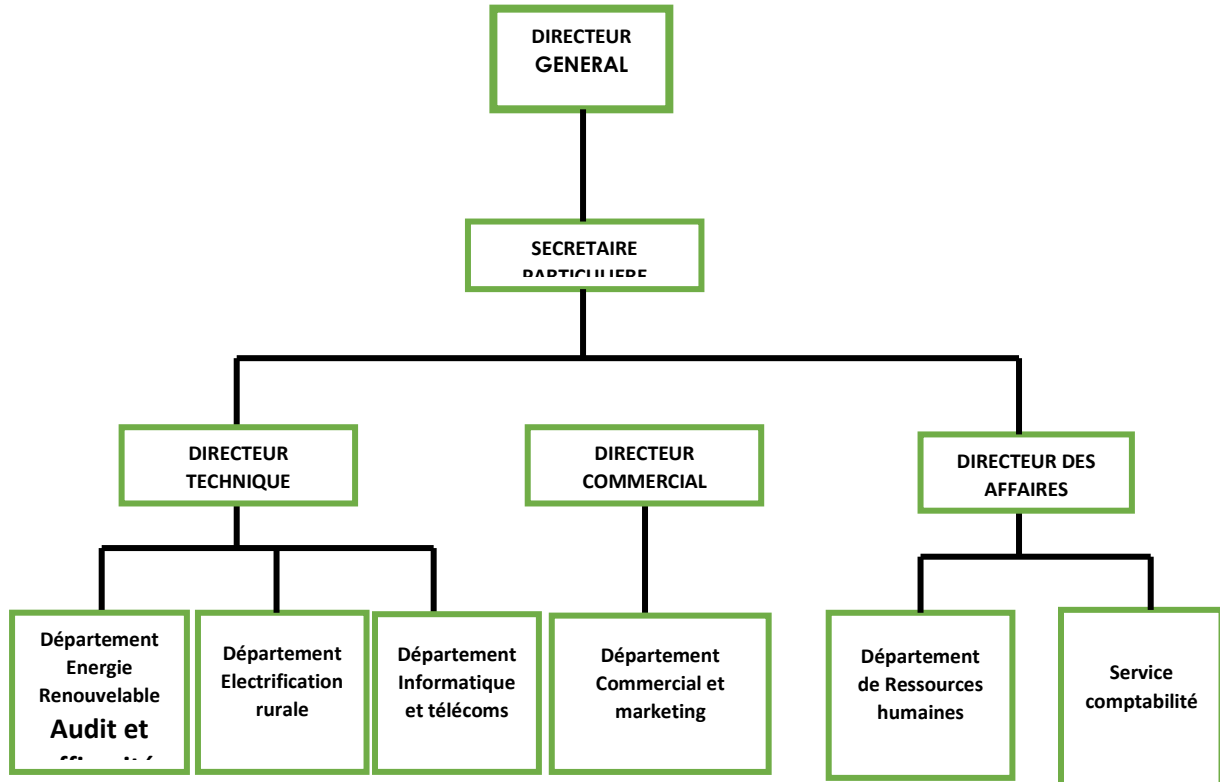 DIRECTEUR
GENERAL
SECRETAIRE
PARTICULIERE
DIRECTEUR
TECHNIQUE
DIRECTEUR
COMMERCIAL
DIRECTEUR DES
AFFAIRES
Département
Energie
Renouvelable
Audit et
Département
Electrification
rurale
Département
Informatique
et télécoms
Département
Commercial et
marketing
Département
de Ressources
humaines
Service
comptabilité